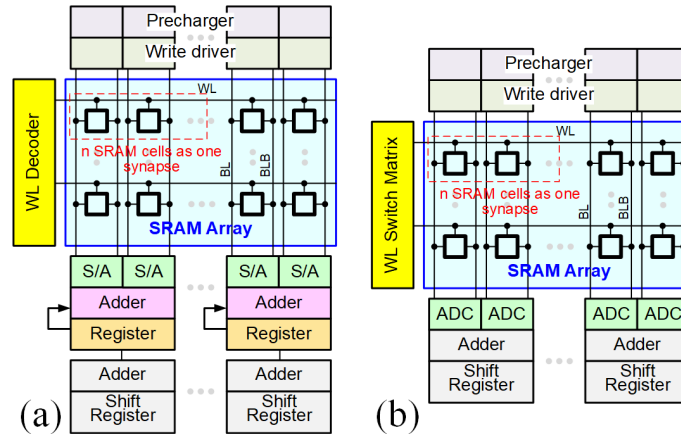 Precharger
Write driver
WL Decoder
WL
n SRAM cells as one
synapse
BL
BLB
SRAM Array
S/A
S/A
S/A
S/A
Adder
Adder
Register
Register
Adder
Adder
Shift
Register
Shift
Register
(a)
Precharger
Write driver
WL Switch Matrix
WL
n SRAM cells as one
synapse
BL
BLB
SRAM Array
ADC
ADC
ADC
ADC
Adder
Adder
Shift
Register
Shift
Register
(b)